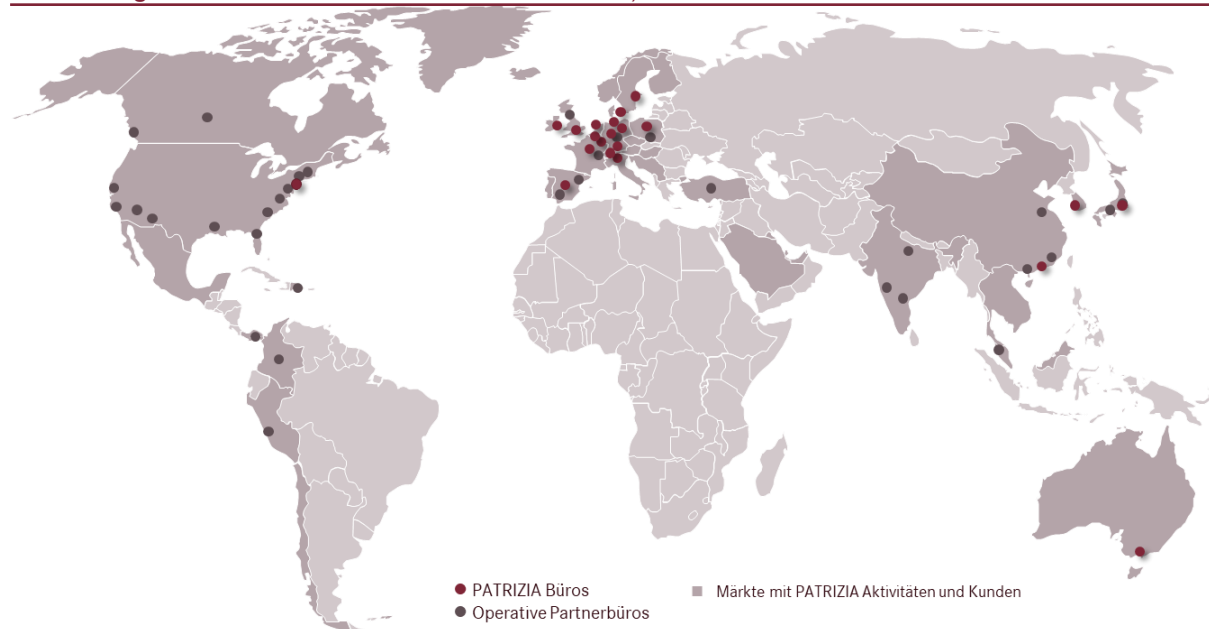 PATRIZIA Büros
Operative Partnerbüros
Märkte mit PATRIZIA Aktivitäten und Kunden